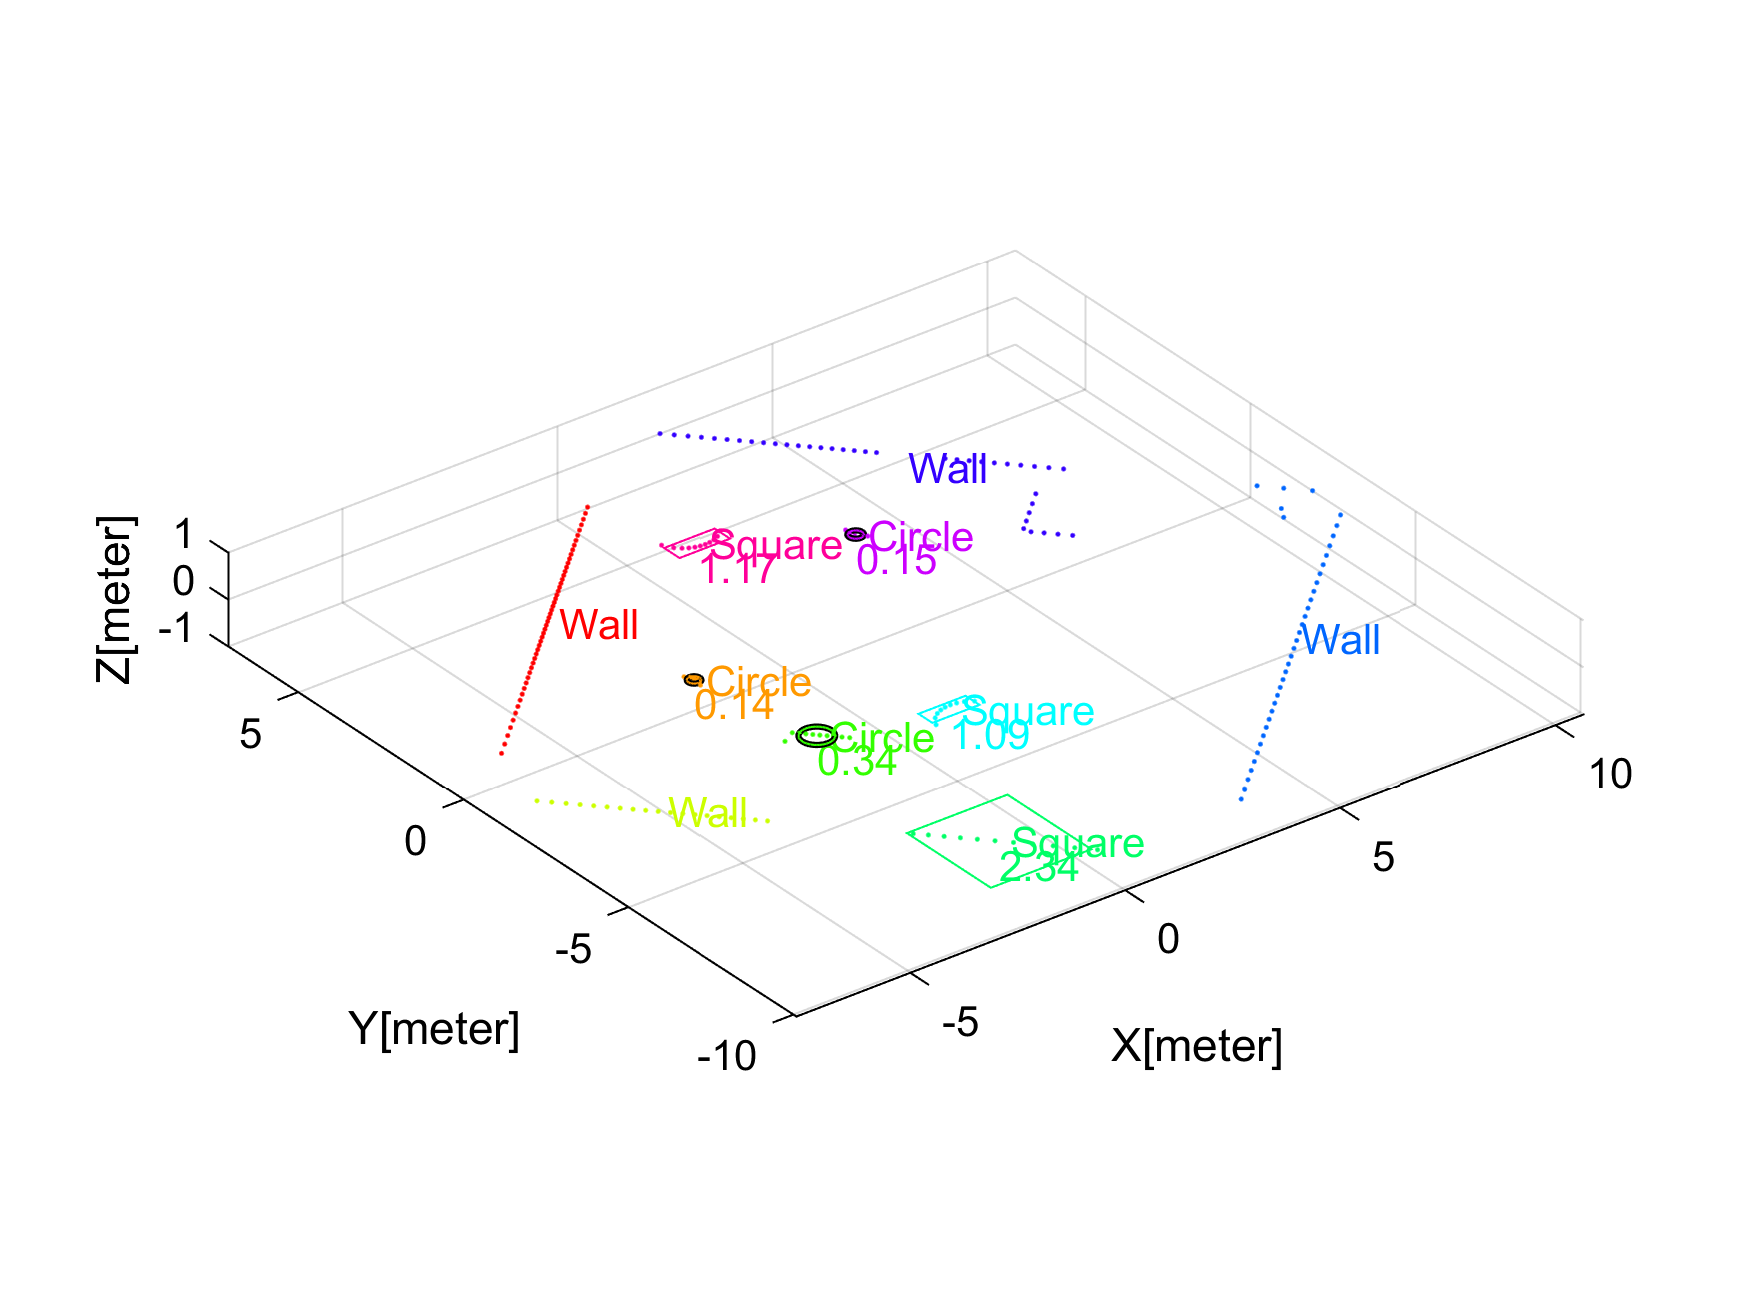 Wall
Circle
0.15
Square
1.17
1
0
-1
Z[meter]
Wall
Wall
Circle
0.14
Square
1.09
Circle
0.34
Wall
Square
2.34
5
0
-5
-10
Y[meter]
10
5
0
-5
X[meter]